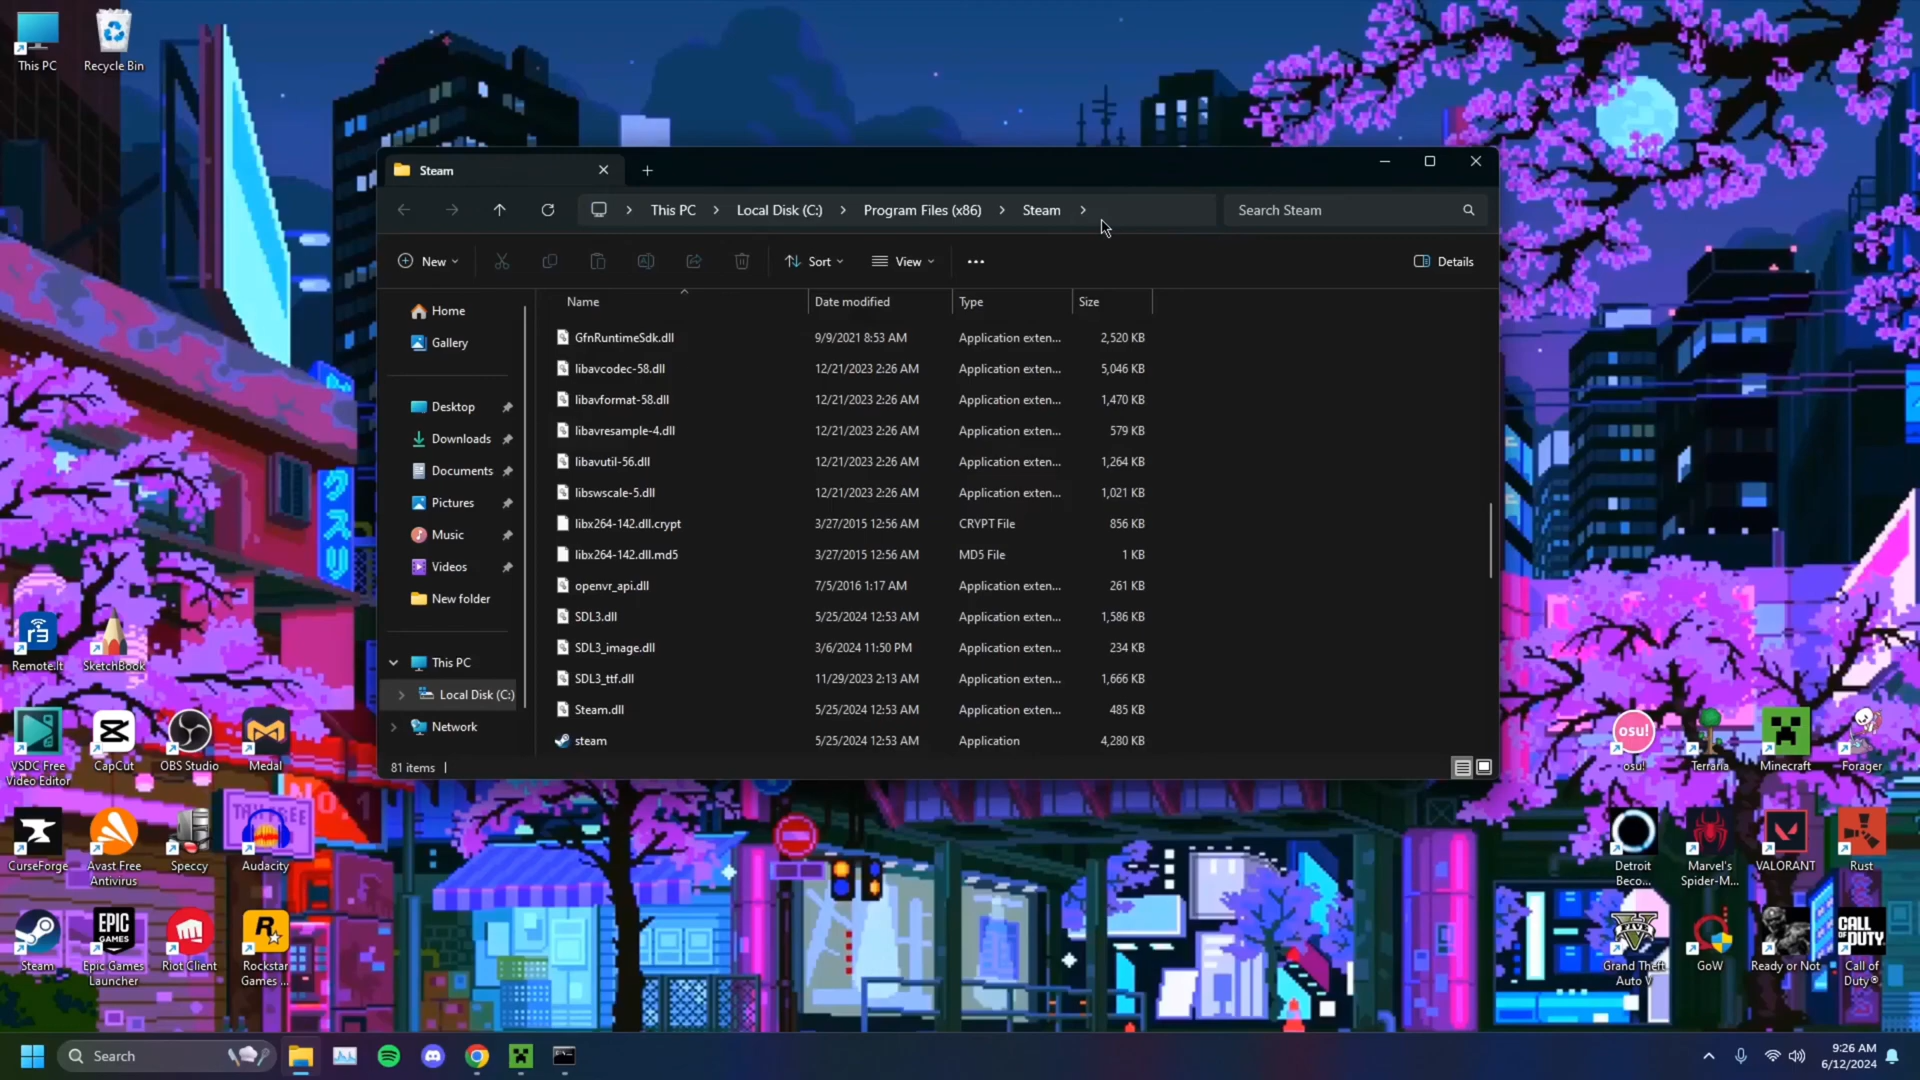 This PC
Recycle Bin
Steam
This PC
Local Disk (C:)
Program Files (x86)
Steam
Search Steam
New
Sort
View
Details
Name
Date modified
Type
Size
GfnRuntimeSdk.dll 9/9/2021 8:53 AM Application exten... 2,520 KB
libavcodec-58.dll 12/21/2023 2:26 AM Application exten... 5,046 KB
libavformat-58.dll 12/21/2023 2:26 AM Application exten... 1,470 KB
libavresample-4.dll 12/21/2023 2:26 AM Application exten... 579 KB
libavutil-56.dll 12/21/2023 2:26 AM Application exten... 1,264 KB
libswscale-5.dll 12/21/2023 2:26 AM Application exten... 1,021 KB
libx264-142.dll.crypt 3/27/2015 12:56 AM CRYPT File 856 KB
libx264-142.dll.md5 3/27/2015 12:56 AM MD5 File 1 KB
openvr_api.dll 7/5/2016 1:17 AM Application exten... 261 KB
SDL3.dll 5/25/2024 12:53 AM Application exten... 1,586 KB
SDL3_image.dll 3/6/2024 11:50 PM Application exten... 234 KB
SDL3_ttf.dll 11/29/2023 2:13 AM Application exten... 1,666 KB
Steam.dll 5/25/2024 12:53 AM Application exten... 485 KB
steam 5/25/2024 12:53 AM Application 4,280 KB
Home
Gallery
Desktop
Downloads
Documents
Pictures
Music
Videos
New folder
This PC
Local Disk (C:)
Network
81 items
クスリ
Remote.It
SketchBook
VSDC Free
Video Editor
CapCut
OBS Studio
Medal
CurseForge
Avast Free
Antivirus
Speccy
Audacity
Steam
EPIC
GAMES
Epic Games
Launcher
Riot Client
Rockstar
Games ...
osu!
osu!
Terraria
Minecraft
Forager
Detroit
Beco...
Marvel's
Spider-M...
VALORANT
Rust
Grand Theft
Auto V
GoW
Ready or Not
CALL OF
DUTY
Call of
Duty®
Search
9:26 AM
6/12/2024